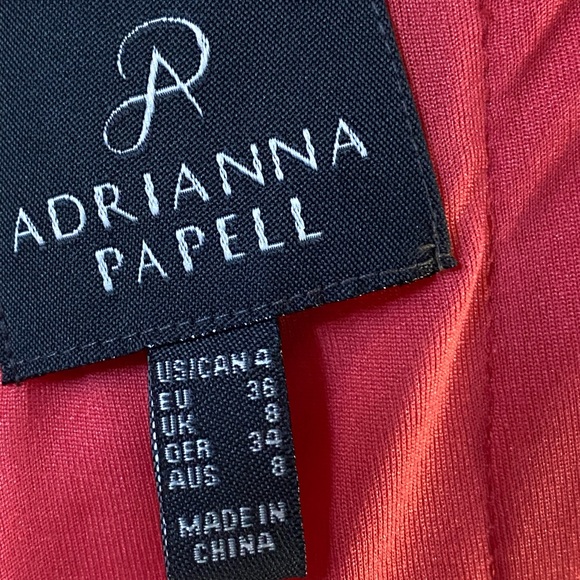 AP
ADRIANNA
PAPELL
US/CAN 4
EU 36
UK 8
GER 34
AUS 8
MADE IN
CHINA